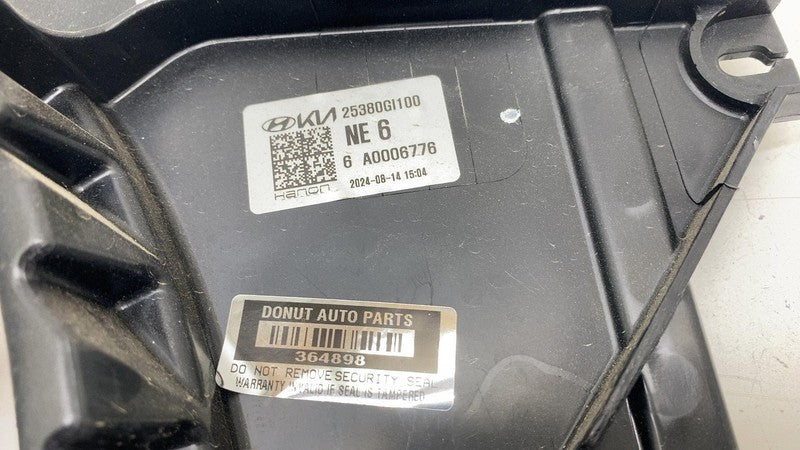 HYUNDAI KIA 25380GI100
NE 6
6 A0006776
Hanon 2024-08-14 15:04
DONUT AUTO PARTS
364898
DO NOT REMOVE SECURITY SEAL
WARRANTY INVALID IF SEAL IS TAMPERED